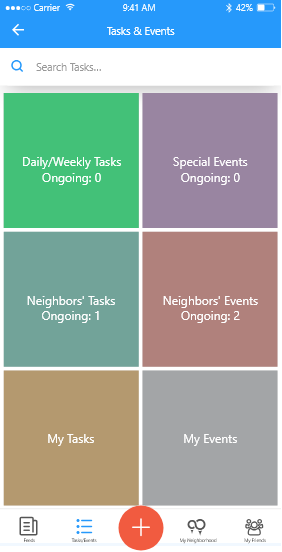 Carrier 9:41 AM 42%
Tasks & Events
Search Tasks...
Daily/Weekly Tasks
Ongoing: 0
Special Events
Ongoing: 0
Neighbors' Tasks
Ongoing: 1
Neighbors' Events
Ongoing: 2
My Tasks
My Events
Feeds
Tasks/Events
My Neighborhood
My Friends